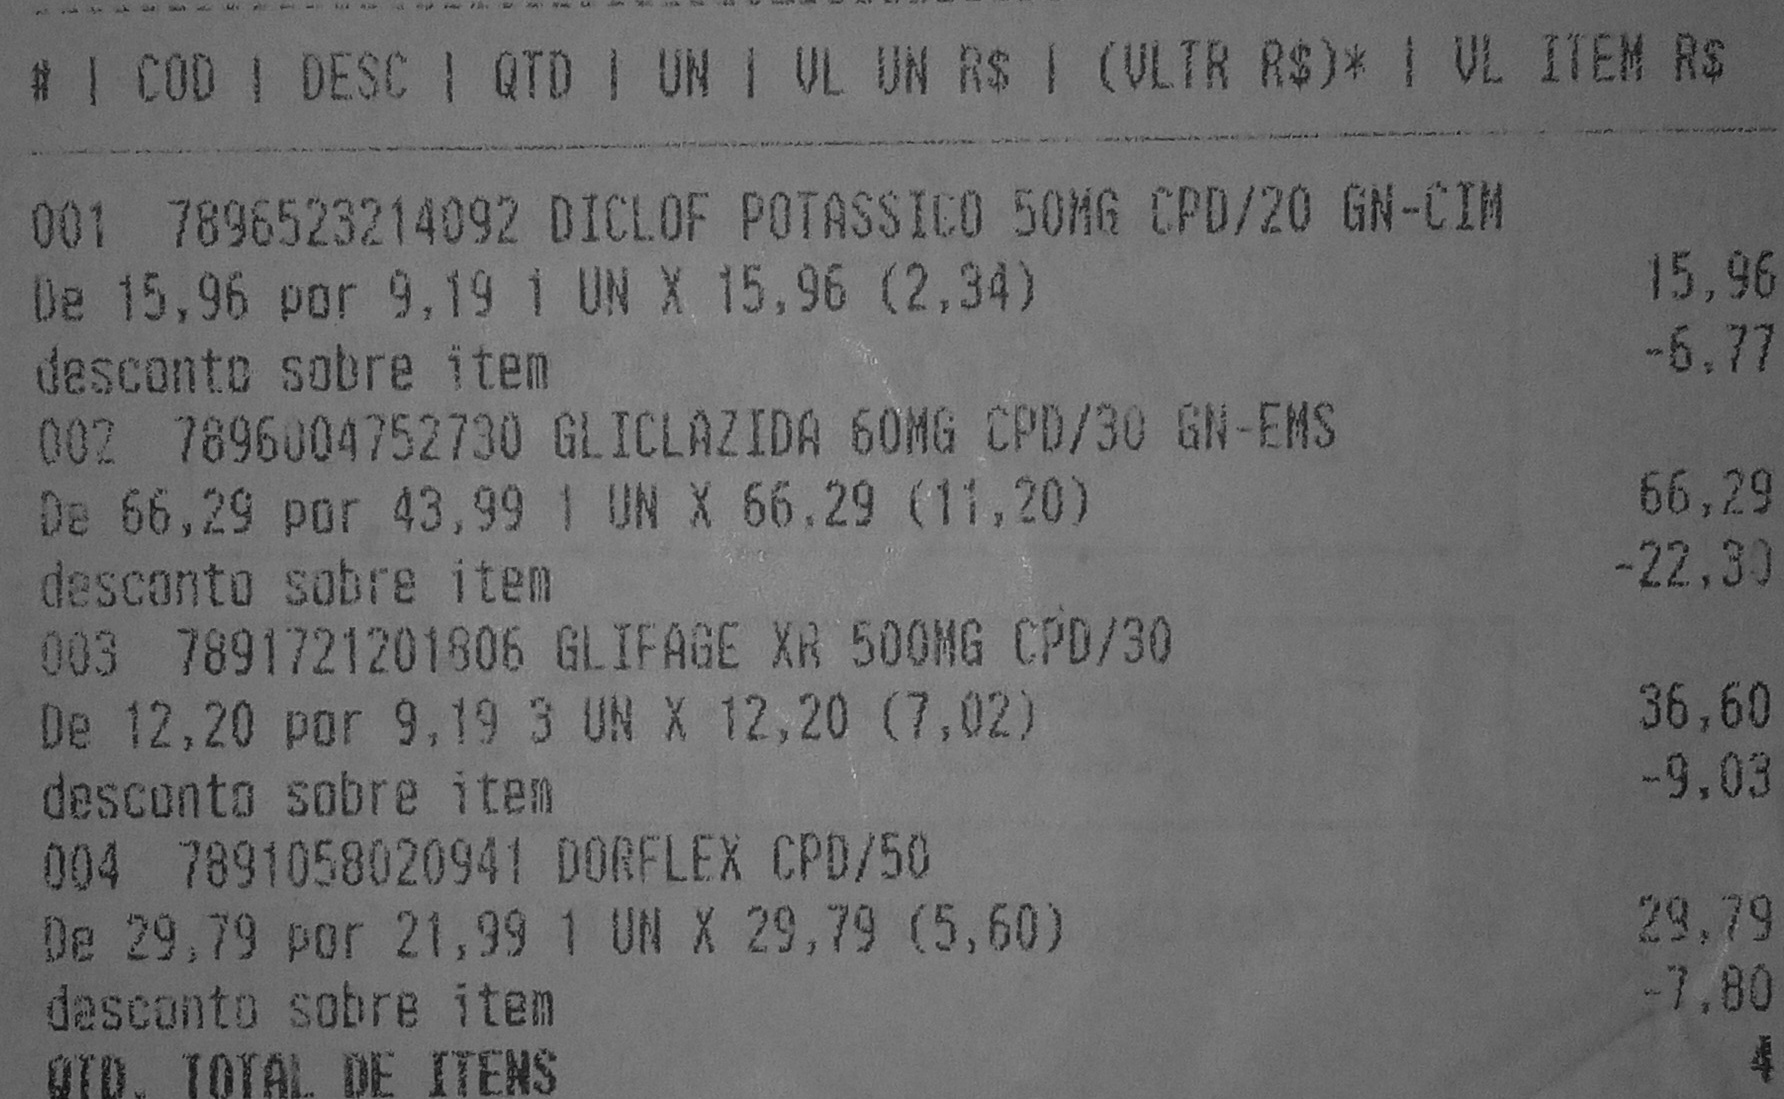 # | COD | DESC | QTD | UN | VL UN R$ | (VLTR R$)* | VL ITEM R$
001 7896523214092 DICLOF POTASSICO 50MG CPD/20 GN-CIM
De 15,96 por 9,19 1 UN X 15,96 (2,34) 15,96
desconto sobre item -6,77
002 7896004752730 GLICLAZIDA 60MG CPD/30 GN-EMS
De 66,29 por 43,99 1 UN X 66,29 (11,20) 66,29
desconto sobre item -22,30
003 7891721201806 GLIFAGE XR 500MG CPD/30
De 12,20 por 9,19 3 UN X 12,20 (7,02) 36,60
desconto sobre item -9,03
004 7891058020941 DORFLEX CPD/50
De 29,79 por 21,99 1 UN X 29,79 (5,60) 29,79
desconto sobre item -7,80
QTD. TOTAL DE ITENS 4